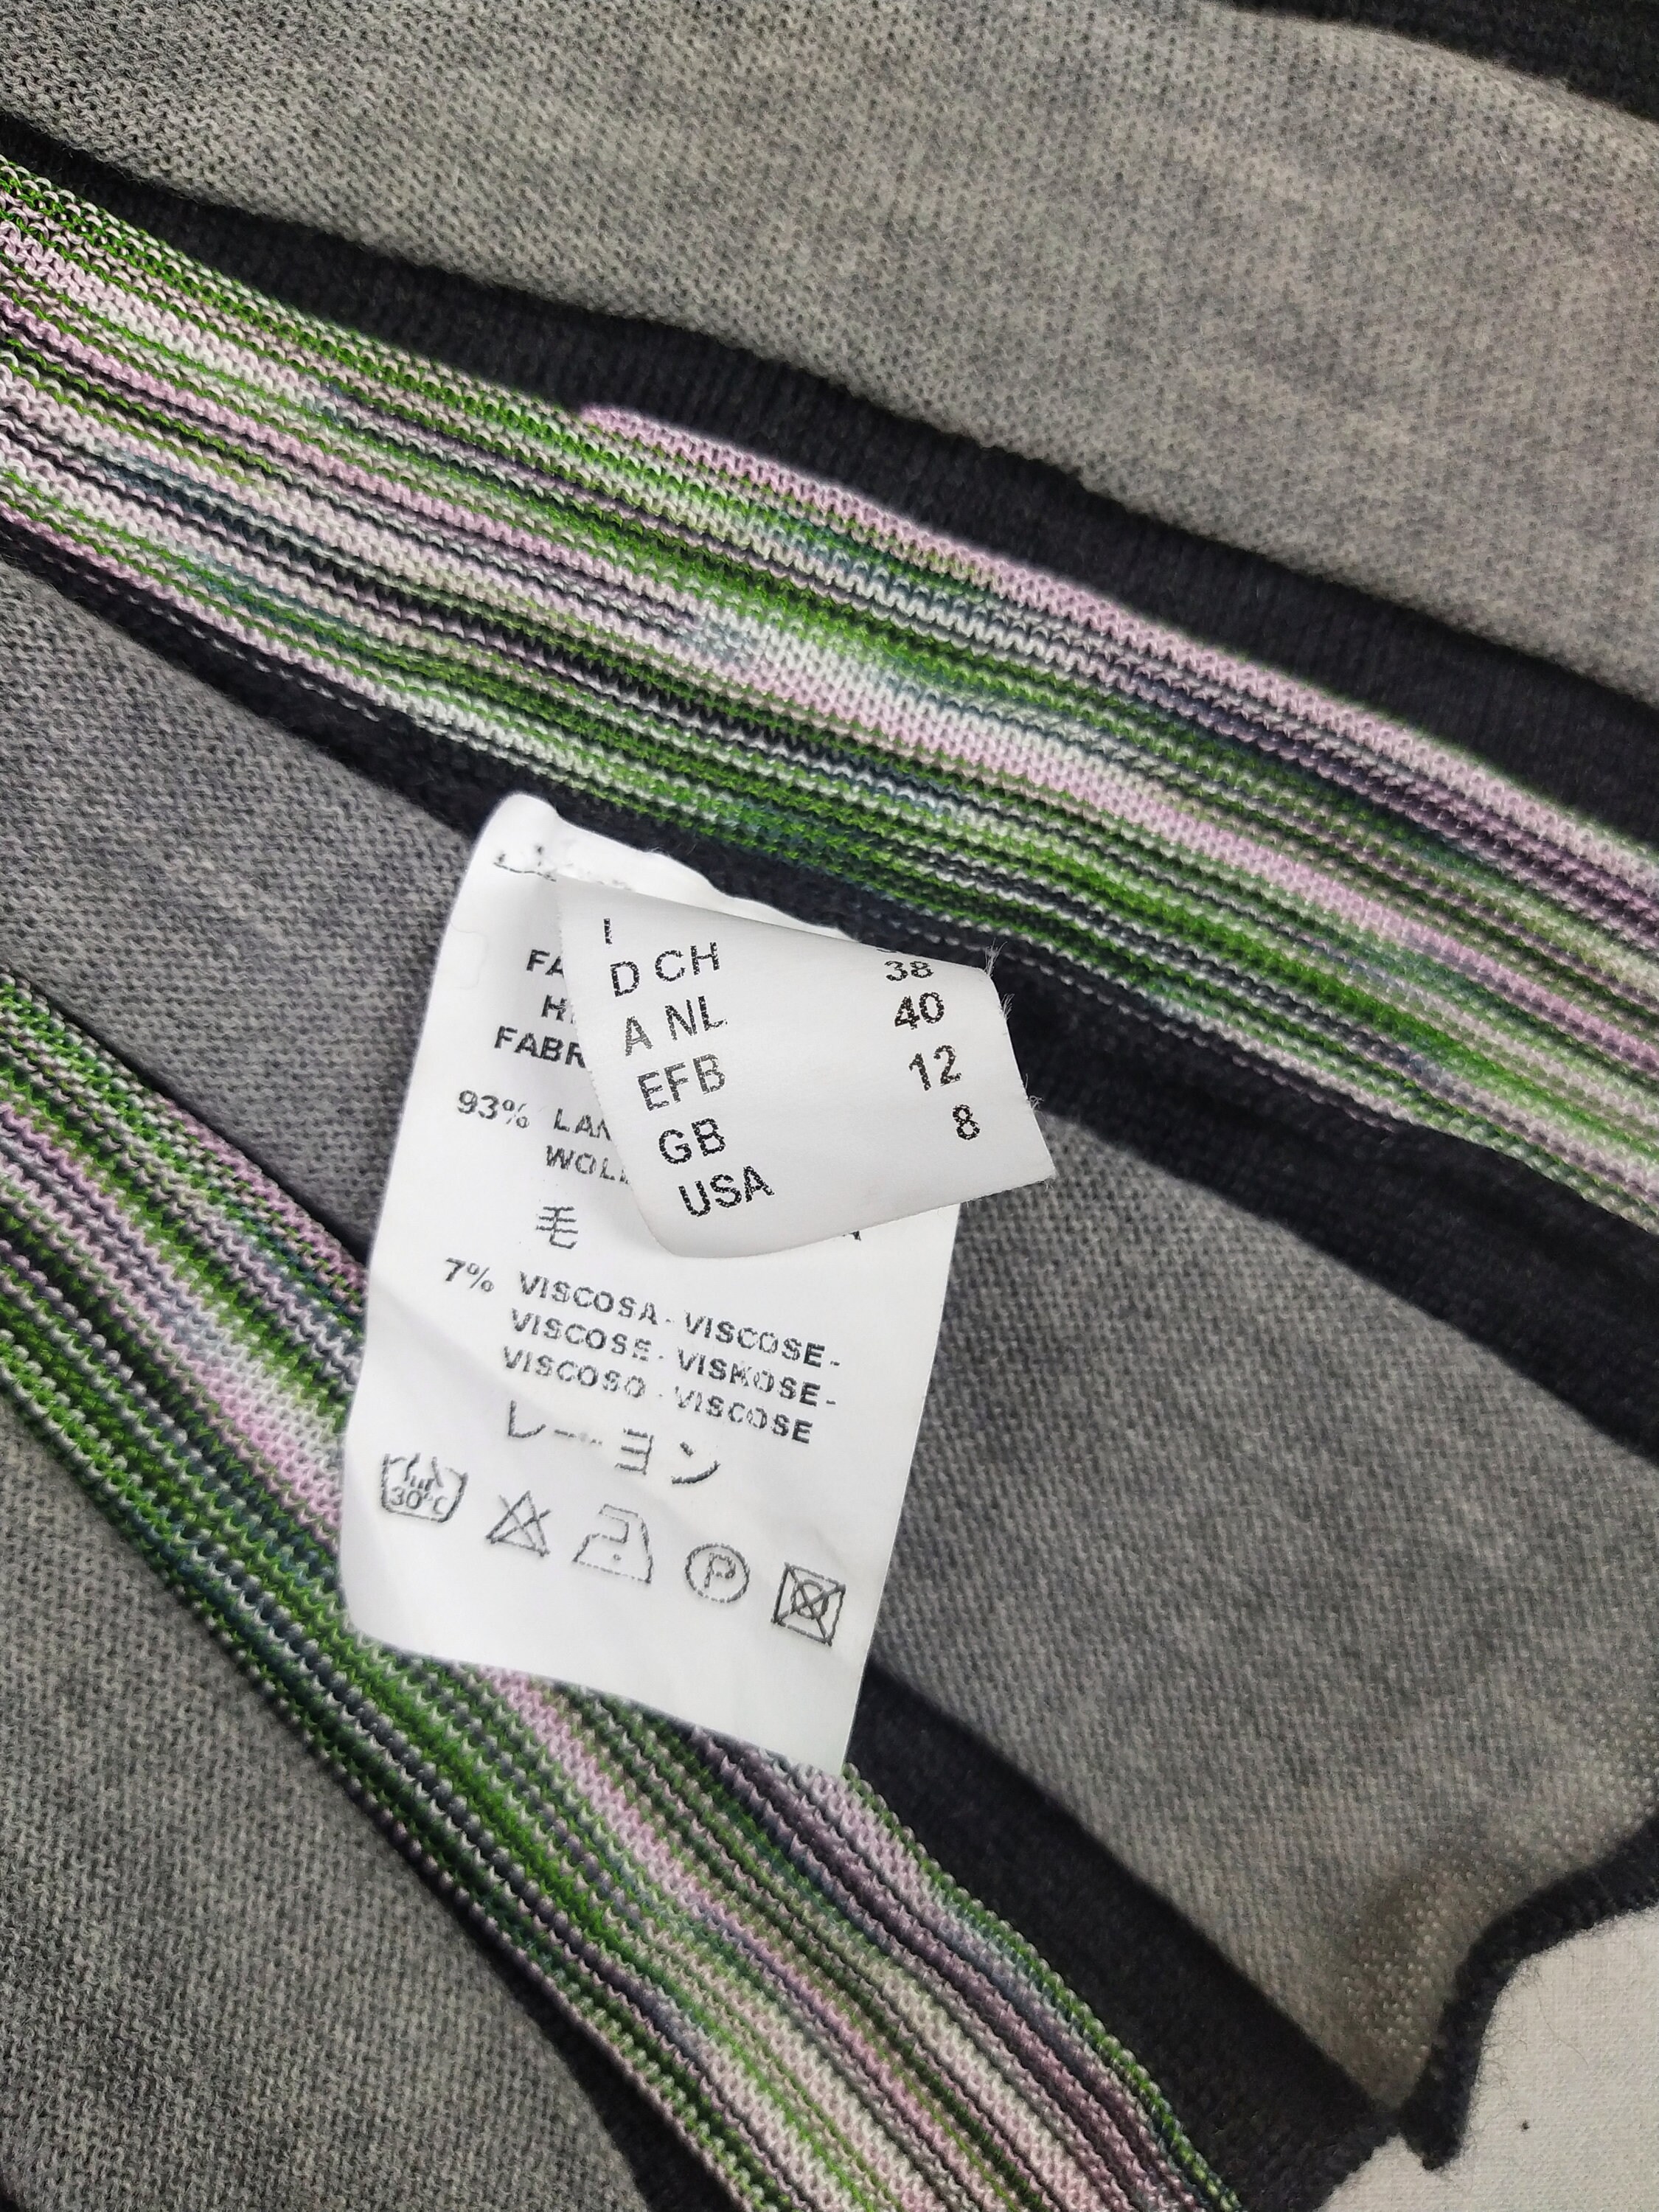 I
D CH 38
A NL 40
EFB 12
GB 8
USA
93%
毛
7% VISCOSA - VISCOSE -
VISCOSE - VISKOSE -
VISCOSO - VISCOSE
レーヨン
30°C
P